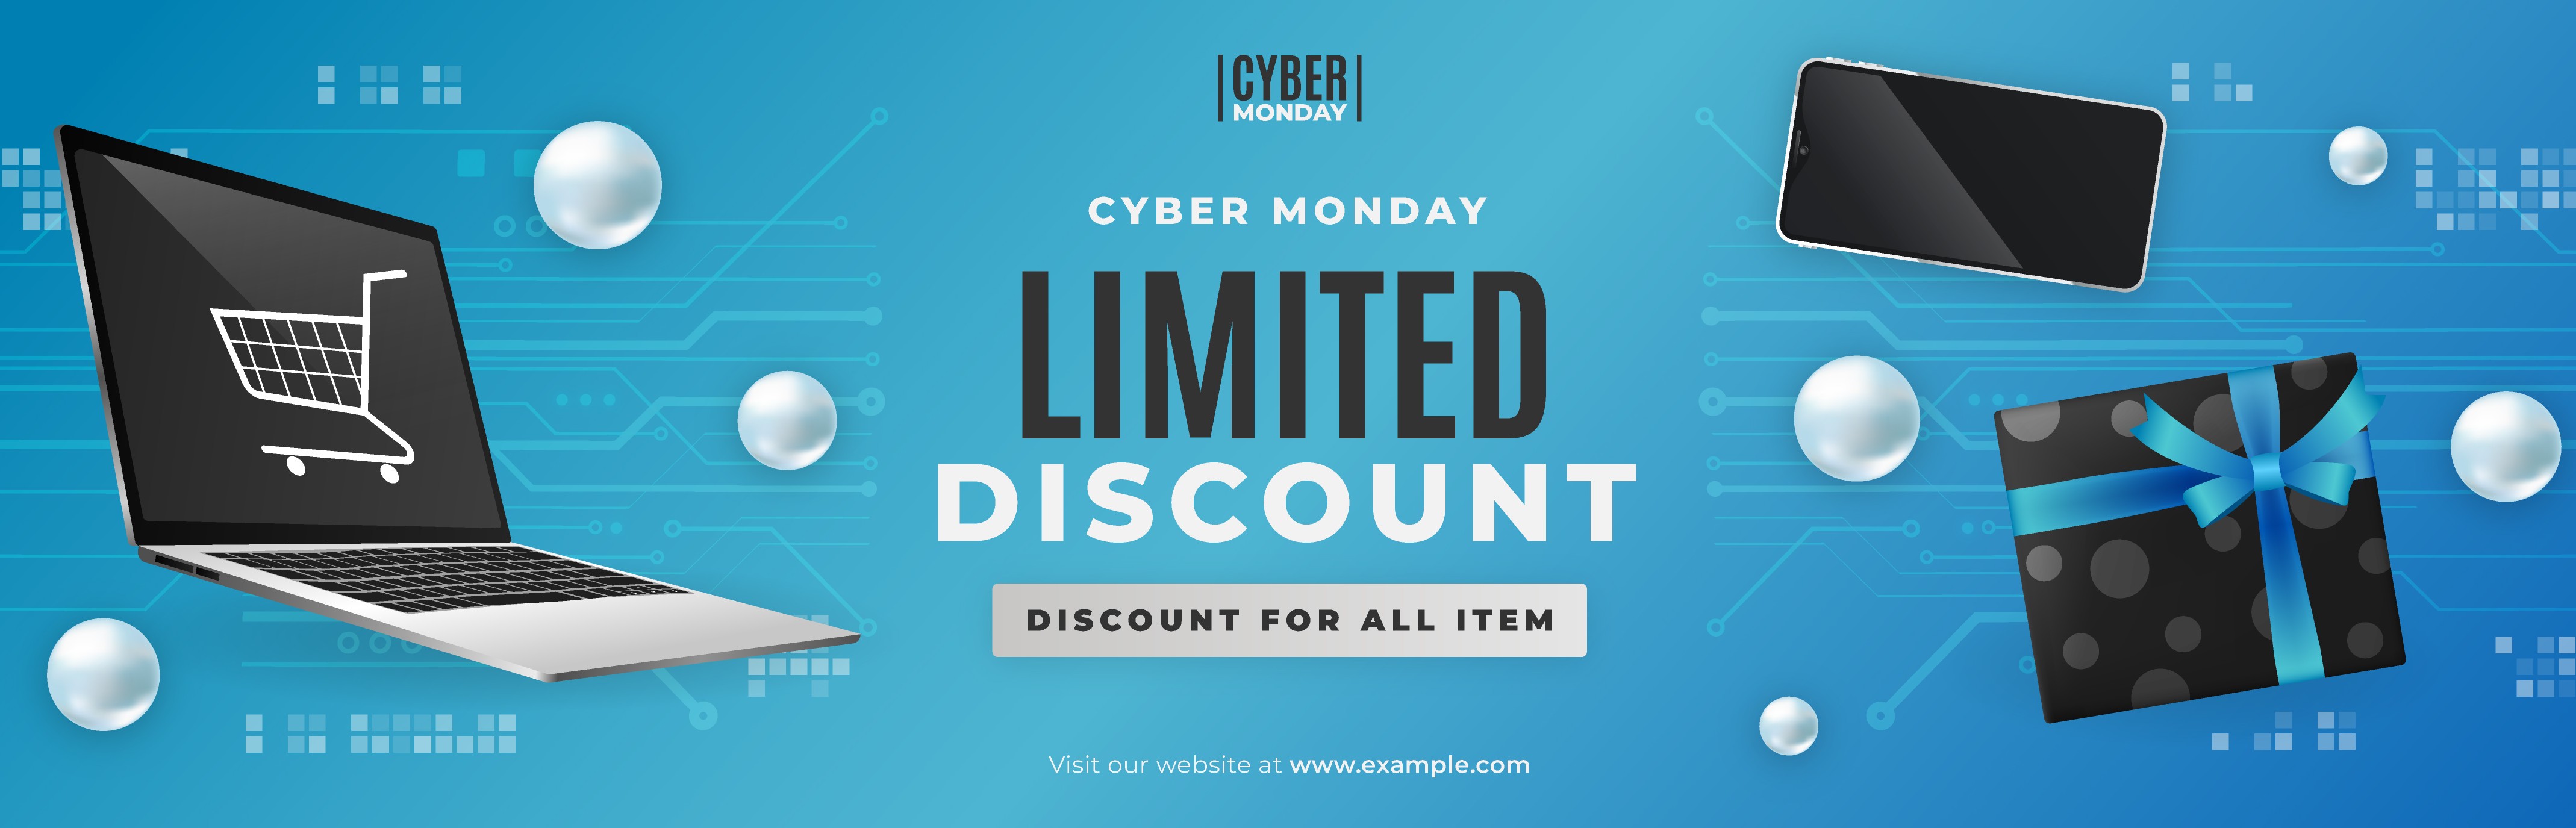 CYBER
MONDAY
CYBER MONDAY
LIMITED
DISCOUNT
DISCOUNT FOR ALL ITEM
Visit our website at www.example.com